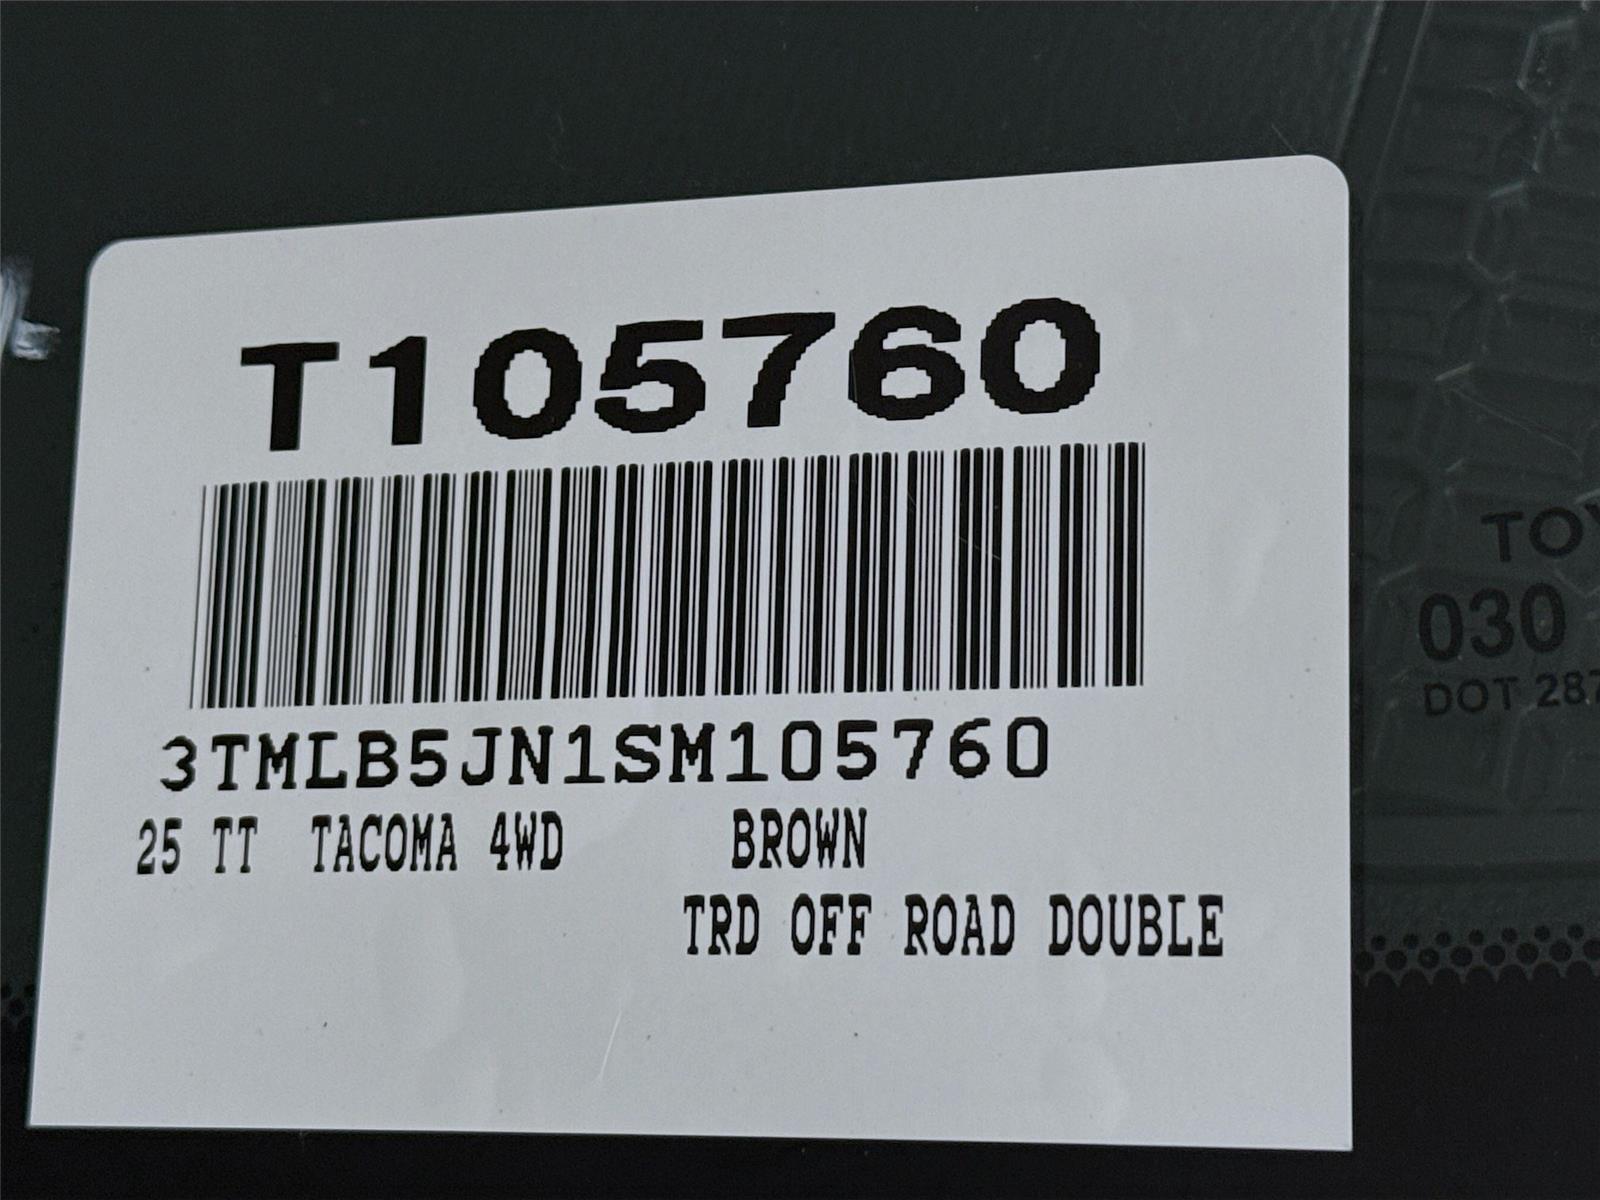 T105760
3TMLB5JN1SM105760
25 TT TACOMA 4WD BROWN
TRD OFF ROAD DOUBLE
030